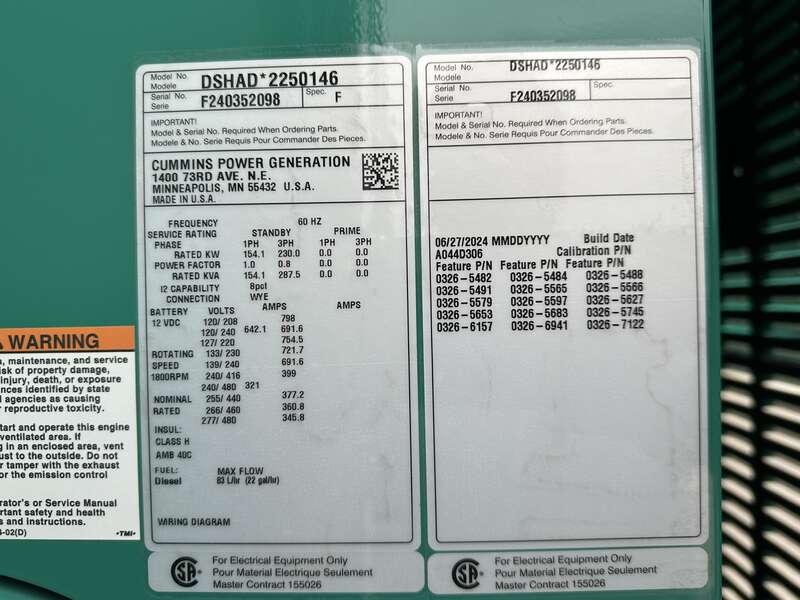 Model No. DSHAD*2250146
Modele
Serial No. F240352098 Spec. F
Serie
IMPORTANT!
Model & Serial No. Required When Ordering Parts.
Modele & No. Serie Requis Pour Commander Des Pieces.
CUMMINS POWER GENERATION
1400 73RD AVE. N.E.
MINNEAPOLIS, MN 55432 U.S.A.
MADE IN U.S.A.
FREQUENCY 60 HZ
SERVICE RATING STANDBY PRIME
PHASE 1PH 3PH 1PH 3PH
RATED KW 154.1 230.0 0.0 0.0
POWER FACTOR 1.0 0.8 0.0 0.0
RATED KVA 154.1 287.5 0.0 0.0
I2 CAPABILITY 8pcl
CONNECTION WYE
BATTERY VOLTS AMPS AMPS
12 VDC 120/ 208 798
120/ 240 642.1 691.6
127/ 220 754.5
ROTATING 133/ 230 721.7
SPEED 139/ 240 691.6
1800RPM 240/ 416 399
240/ 480 321
NOMINAL 255/ 440 377.2
RATED 266/ 460 360.8
277/ 480 345.8
INSUL:
CLASS H
AMB 40C
FUEL: MAX FLOW
Diesel 83 L/hr (22 gal/hr)
WIRING DIAGRAM
SA
For Electrical Equipment Only
Pour Material Electrique Seulement
Master Contract 155026
Model No. DSHAD*2250146
Modele
Serial No. F240352098 Spec.
Serie
IMPORTANT!
Model & Serial No. Required When Ordering Parts.
Modele & No. Serie Requis Pour Commander Des Pieces.
06/27/2024 MMDDYYYY Build Date
A044D306 Calibration P/N
Feature P/N Feature P/N Feature P/N
0326-5482 0326-5484 0326-5488
0326-5491 0326-5565 0326-5566
0326-5579 0326-5597 0326-5627
0326-5653 0326-5683 0326-5745
0326-6157 0326-6941 0326-7122
SA
For Electrical Equipment Only
Pour Material Electrique Seulement
Master Contract 155026
WARNING
, maintenance, and service
risk of property damage,
injury, death, or exposure
nces identified by state
l agencies as causing
r reproductive toxicity.
tart and operate this engine
ventilated area. If
g in an enclosed area, vent
ust to the outside. Do not
r tamper with the exhaust
or the emission control
rator's or Service Manual
ortant safety and health
s and instructions.
-02(D) -TMI-